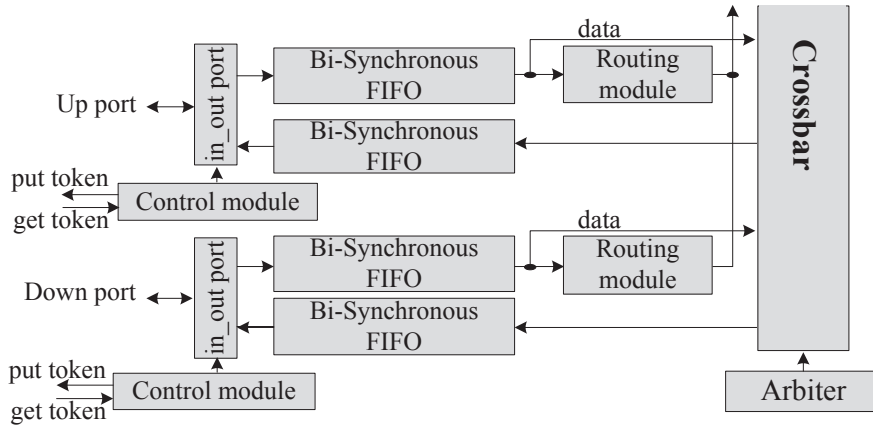 data
Bi-Synchronous
FIFO
Routing
module
Crossbar
in_out port
Up port
Bi-Synchronous
FIFO
put token
Control module
get token
data
Bi-Synchronous
FIFO
Routing
module
in_out port
Down port
Bi-Synchronous
FIFO
put token
Control module
get token
Arbiter